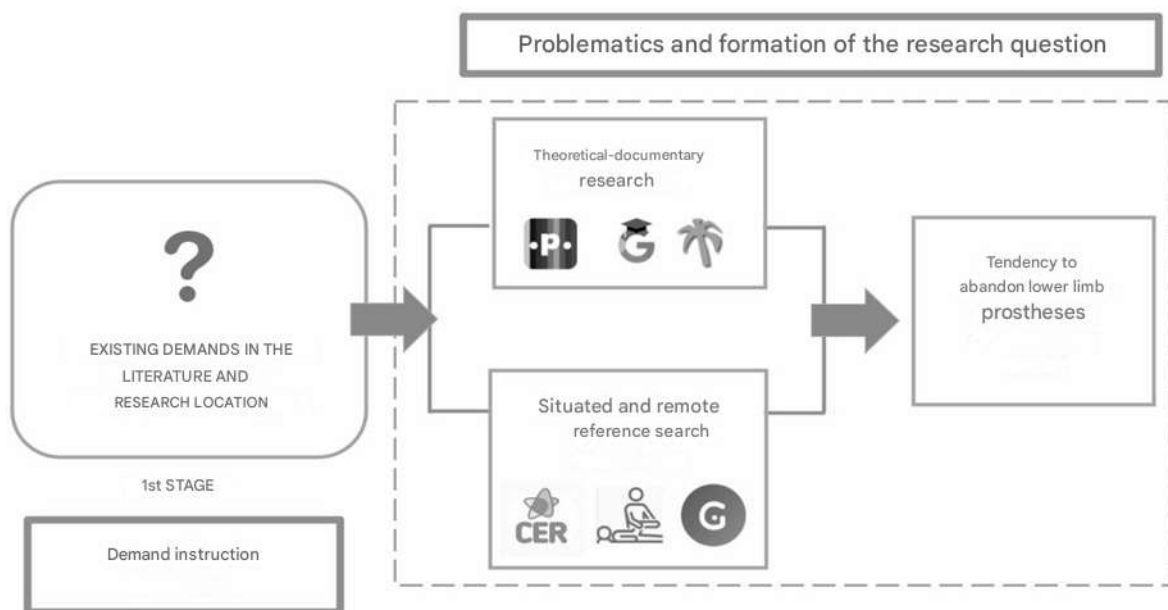 Problematics and formation of the research question
?
EXISTING DEMANDS IN THE
LITERATURE AND
RESEARCH LOCATION
1st STAGE
Demand instruction
Theoretical-documentary
research
·P·
G
Situated and remote
reference search
CER
G
Tendency to
abandon lower limb
prostheses